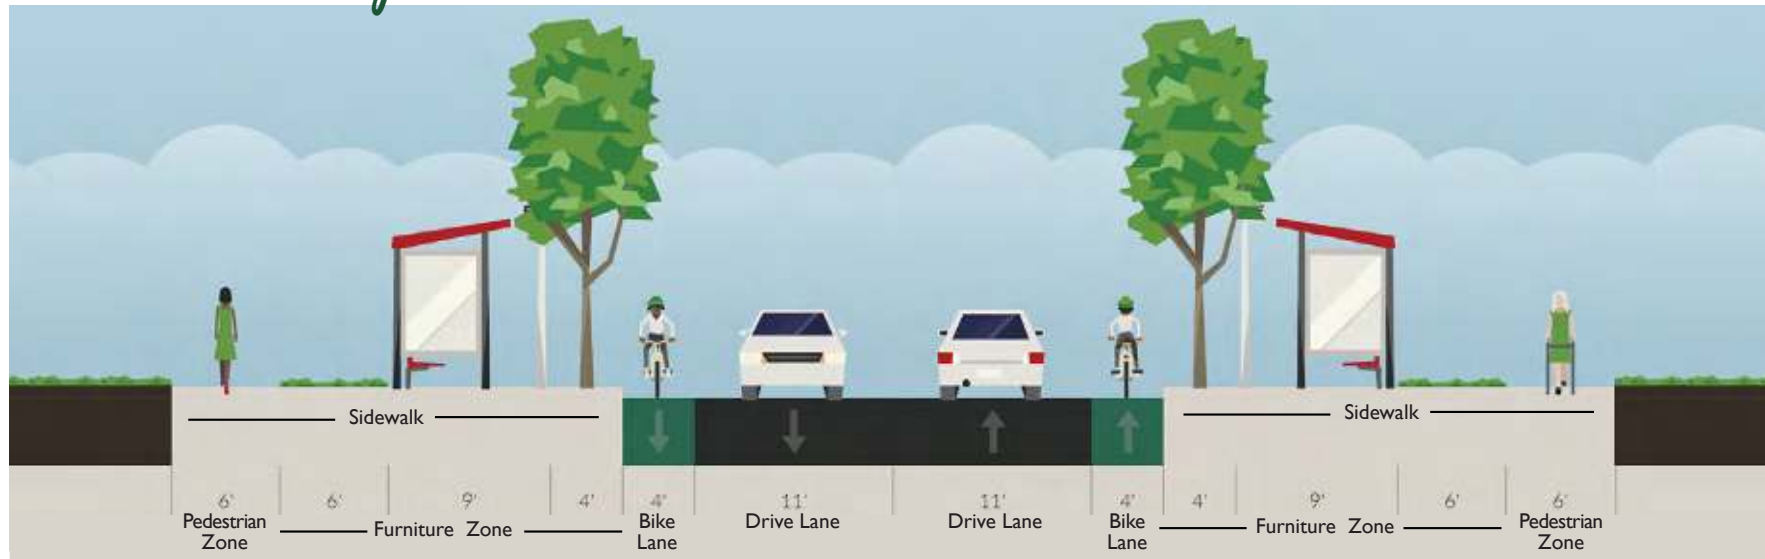 Sidewalk
Sidewalk
6' 6' 9' 4' 4' 11' 11' 4' 4' 9' 6' 6'
Pedestrian
Zone
Furniture Zone
Bike
Lane
Drive Lane
Drive Lane
Bike
Lane
Furniture Zone
Pedestrian
Zone